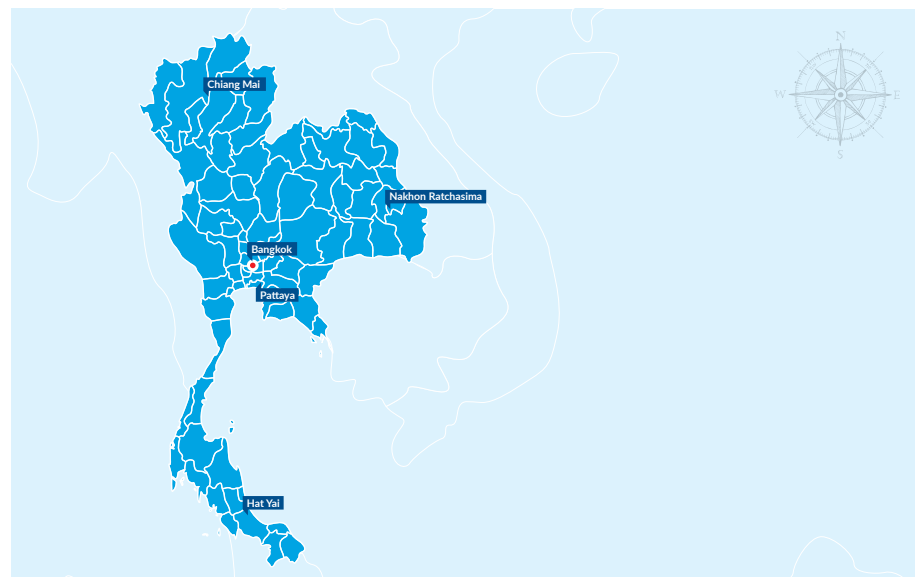 N
Chiang Mai
W
E
S
Nakhon Ratchasima
Bangkok
Pattaya
Hat Yai